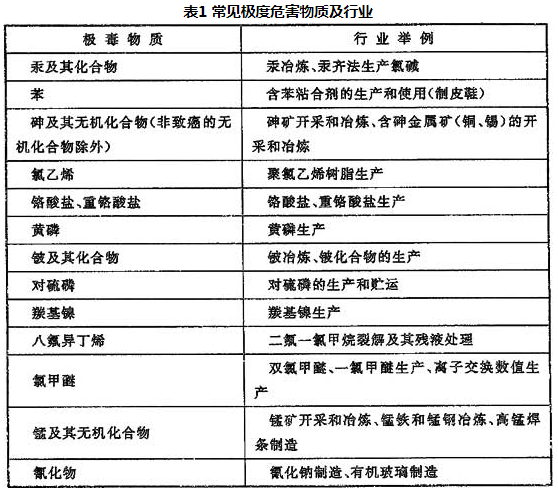 表1 常见极度危害物质及行业
极毒物质 行业举例
汞及其化合物 汞冶炼、汞齐法生产氯碱
苯 含苯粘合剂的生产和使用(制皮鞋)
砷及其无机化合物(非致癌的无 砷矿开采和冶炼、含砷金属矿(铜、锡)的开
机化合物除外) 采和冶炼
氯乙烯 聚氯乙烯树脂生产
铬酸盐、重铬酸盐 铬酸盐、重铬酸盐生产
黄磷 黄磷生产
铍及其化合物 铍冶炼、铍化合物的生产
对硫磷 对硫磷的生产和贮运
羰基镍 羰基镍生产
八氟异丁烯 二氟一氯甲烷裂解及其残液处理
氯甲醚 双氯甲醚、一氯甲醚生产、离子交换数值生
产
锰及其无机化合物 锰矿开采和冶炼、锰铁和锰钢冶炼、高锰焊
条制造
氰化物 氰化钠制造、有机玻璃制造